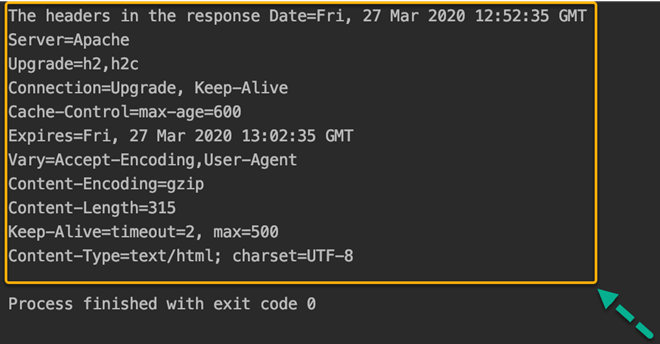 The headers in the response Date=Fri, 27 Mar 2020 12:52:35 GMT
Server=Apache
Upgrade=h2,h2c
Connection=Upgrade, Keep-Alive
Cache-Control=max-age=600
Expires=Fri, 27 Mar 2020 13:02:35 GMT
Vary=Accept-Encoding,User-Agent
Content-Encoding=gzip
Content-Length=315
Keep-Alive=timeout=2, max=500
Content-Type=text/html; charset=UTF-8
Process finished with exit code 0